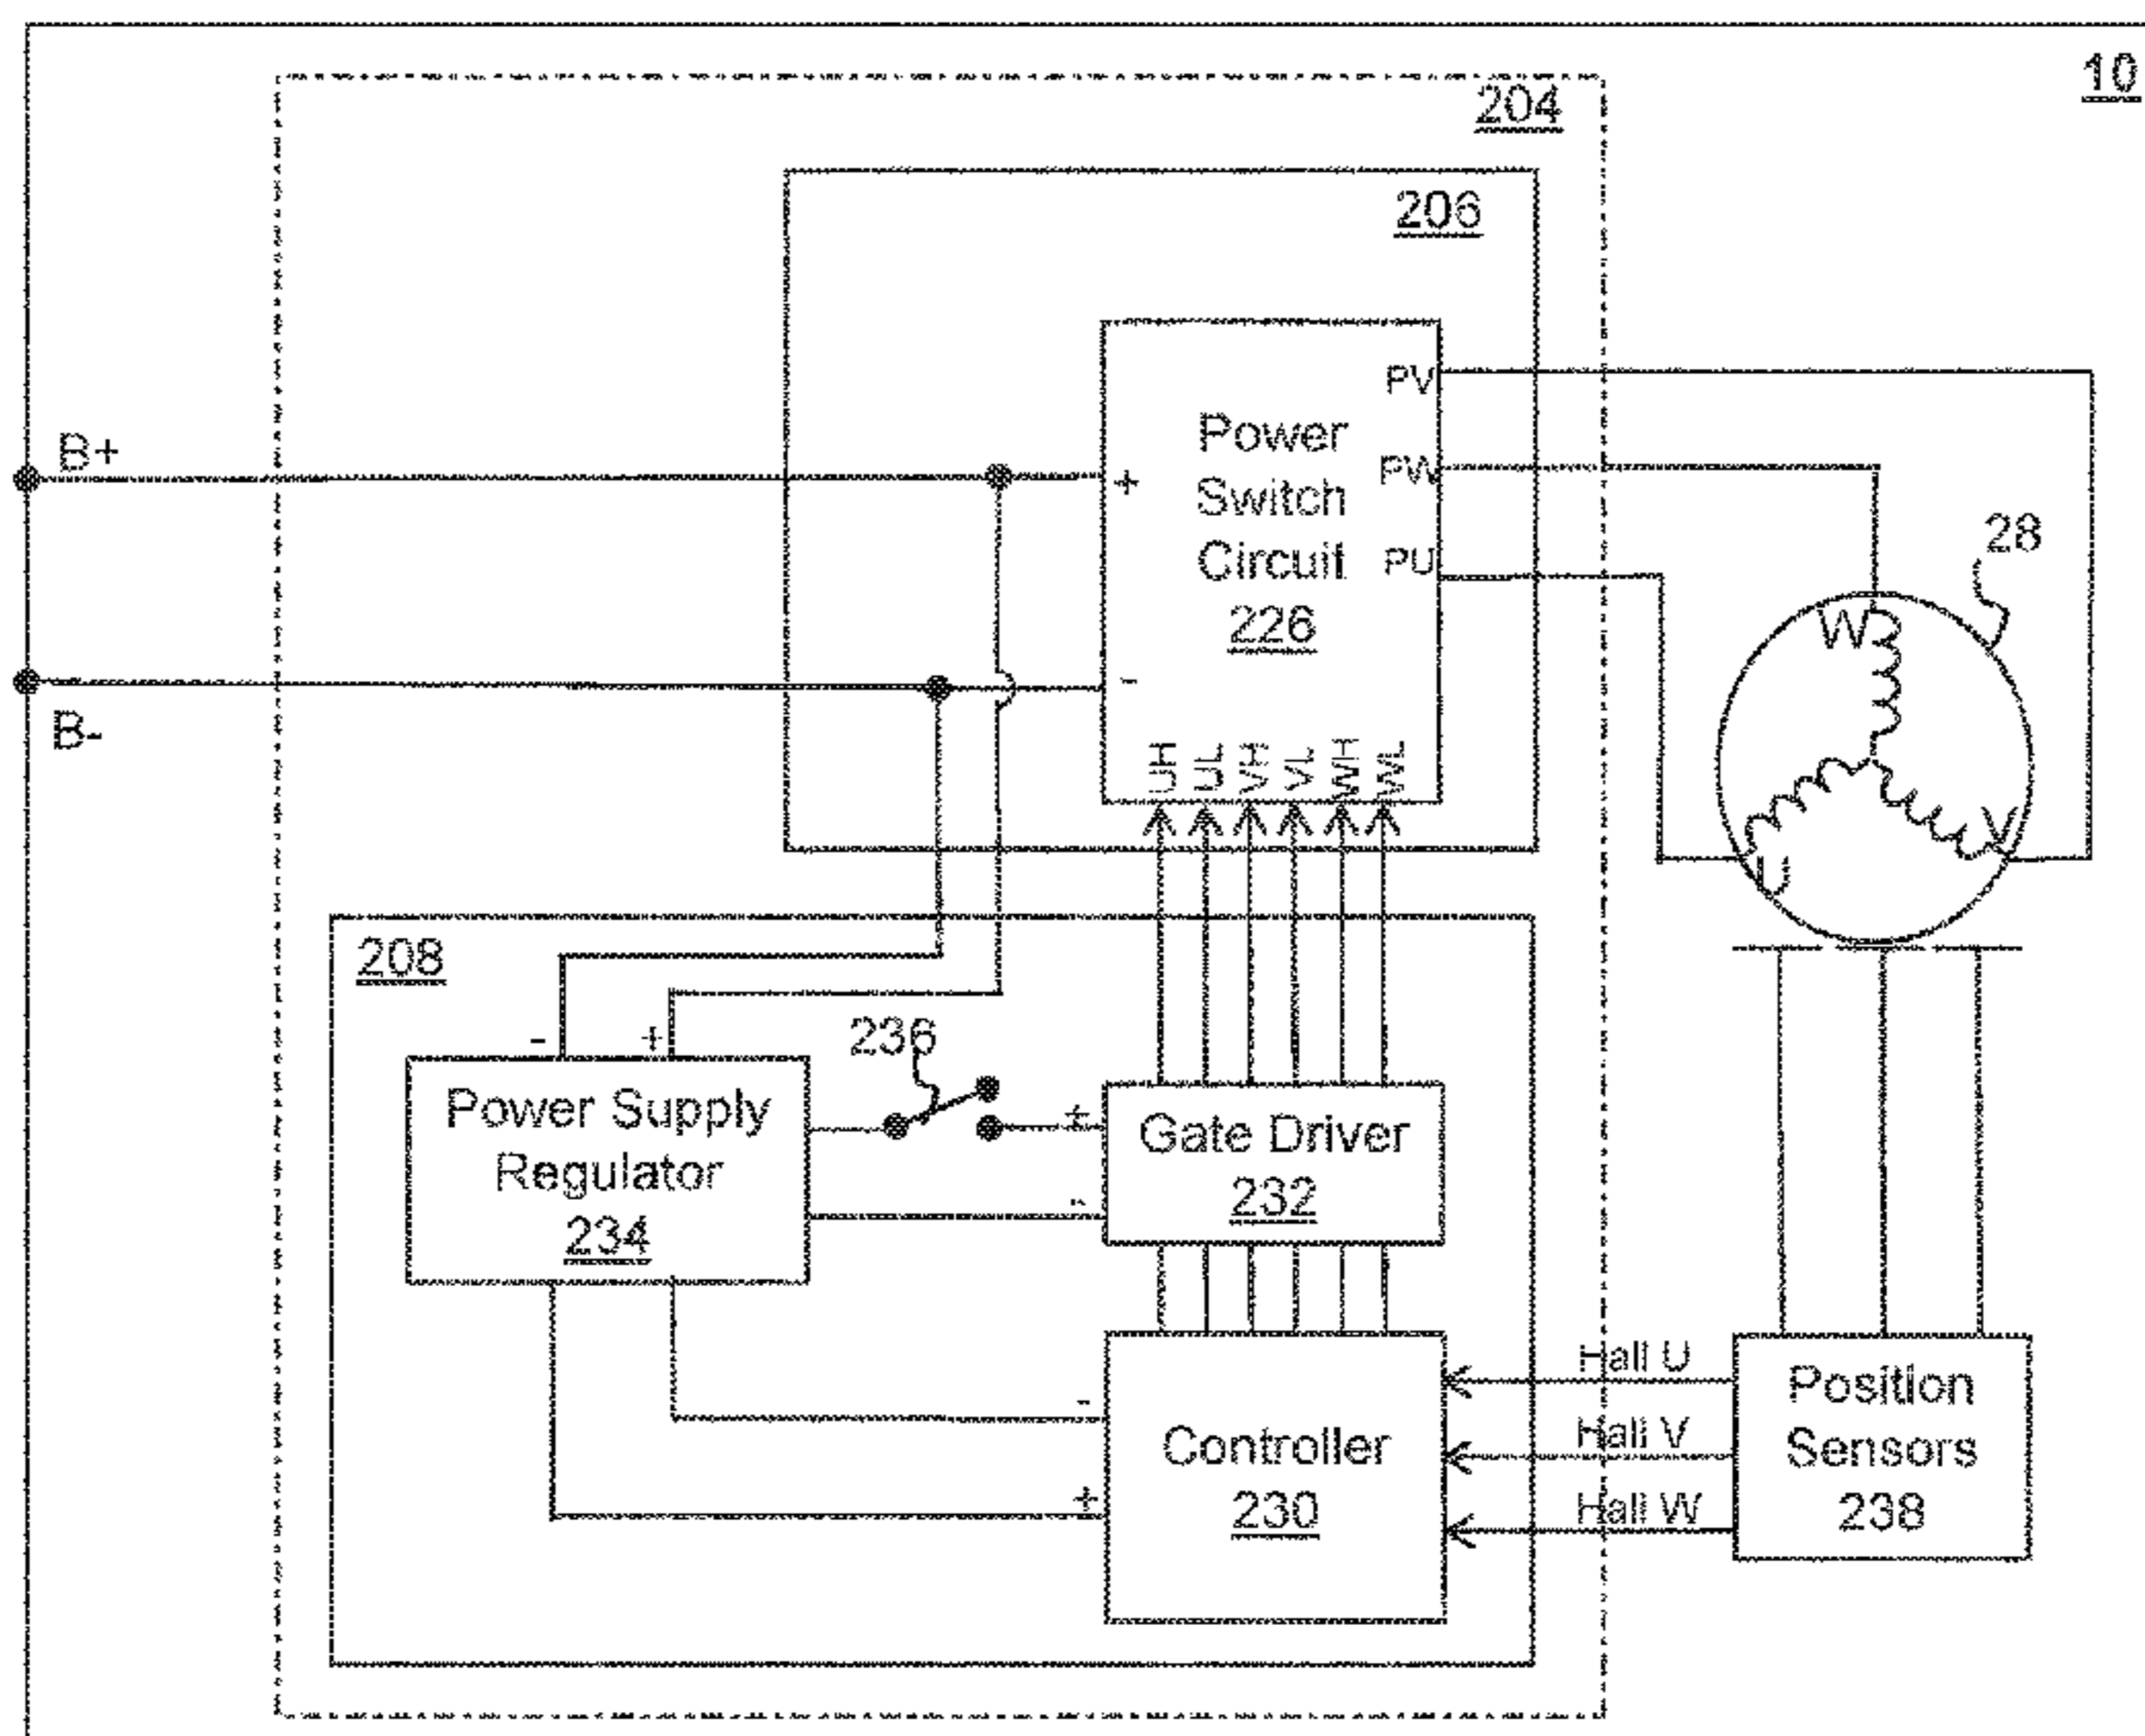 10
204
206
B+
B-
Power
Switch
Circuit
226
+
-
PV
PW
PU
UH
UL
VH
VL
WH
WL
28
W
U
V
208
-
+
236
Power Supply
Regulator
234
+
-
Gate Driver
232
-
+
Controller
230
Hall U
Hall V
Hall W
Position
Sensors
238